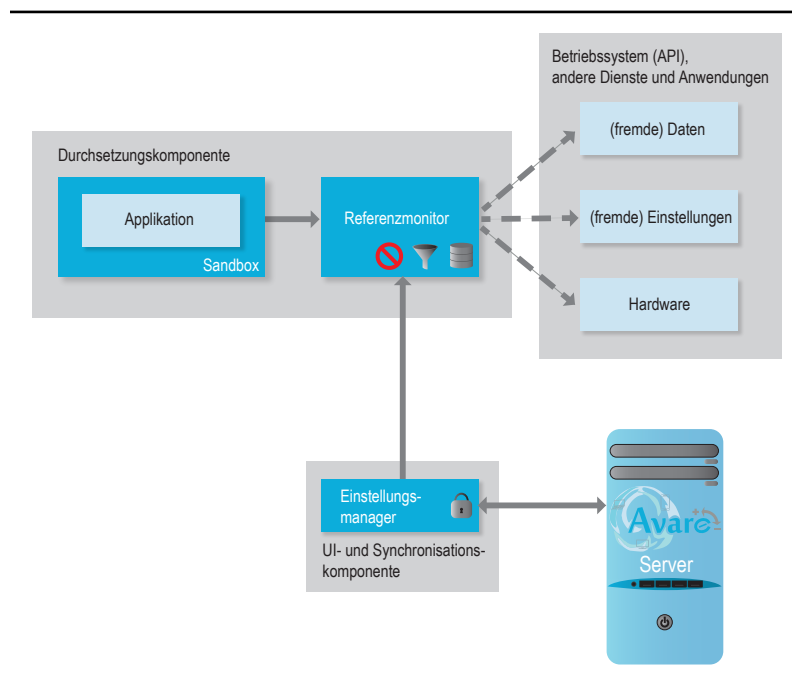 Betriebssystem (API),
andere Dienste und Anwendungen
(fremde) Daten
Durchsetzungskomponente
Applikation
Sandbox
Referenzmonitor
(fremde) Einstellungen
Hardware
Einstellungs-
manager
UI- und Synchronisations-
komponente
Avare
Server